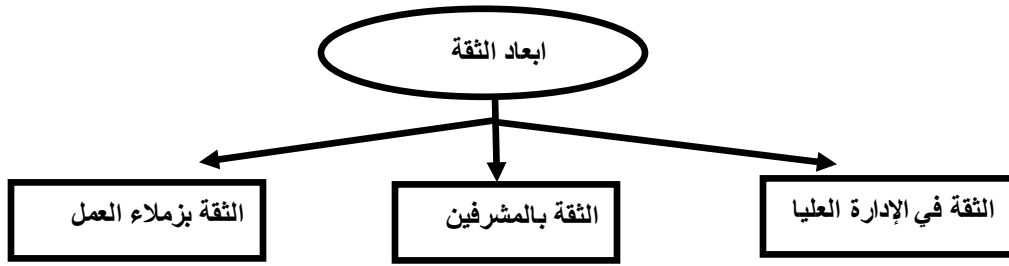 ابعاد الثقة
الثقة في الإدارة العليا
الثقة بالمشرفين
الثقة بزملاء العمل